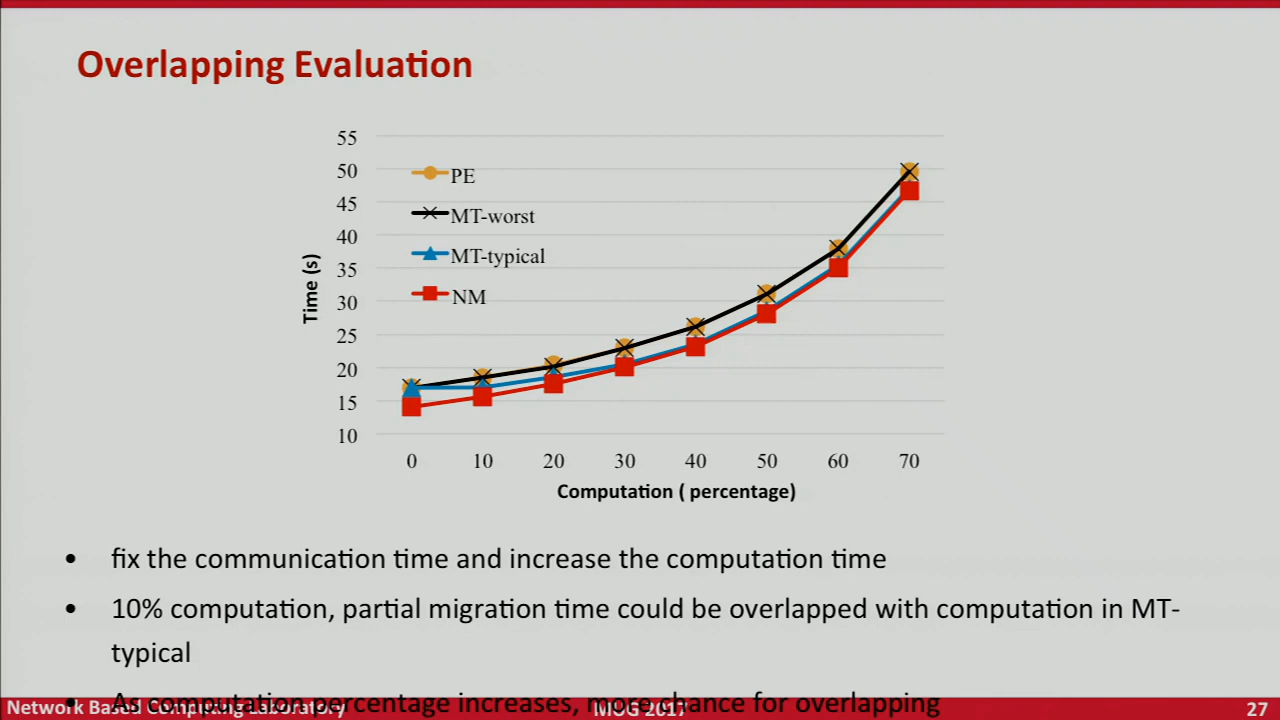 Overlapping Evaluation
55
50
45
40
35
30
25
20
15
10
Time (s)
PE
MT-worst
MT-typical
NM
0 10 20 30 40 50 60 70
Computation ( percentage)
• fix the communication time and increase the computation time
• 10% computation, partial migration time could be overlapped with computation in MT-
typical
• As computation percentage increases, more chance for overlapping
Network Based Computing Laboratory MUG 2017 27